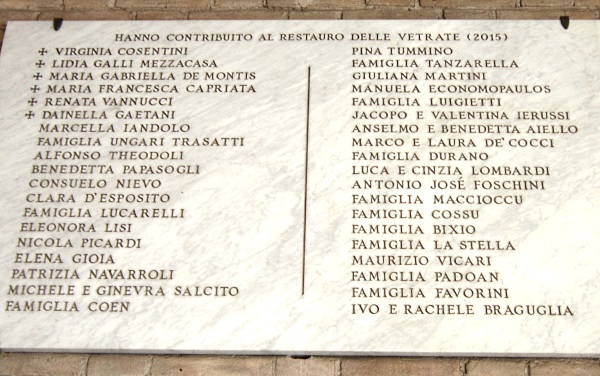 HANNO CONTRIBUITO AL RESTAURO DELLE VETRATE (2015)
✠ VIRGINIA COSENTINI
✠ LIDIA GALLI MEZZACASA
✠ MARIA GABRIELLA DE MONTIS
✠ MARIA FRANCESCA CAPRIATA
✠ RENATA VANNUCCI
✠ DAINELLA GAETANI
MARCELLA IANDOLO
FAMIGLIA UNGARI TRASATTI
ALFONSO THEODOLI
BENEDETTA PAPASOGLI
CONSUELO NIEVO
CLARA D'ESPOSITO
FAMIGLIA LUCARELLI
ELEONORA LISI
NICOLA PICARDI
ELENA GIOIA
PATRIZIA NAVARROLI
MICHELE E GINEVRA SALCITO
FAMIGLIA COEN
PINA TUMMINO
FAMIGLIA TANZARELLA
GIULIANA MARTINI
MANUELA ECONOMOPAULOS
FAMIGLIA LUIGIETTI
JACOPO E VALENTINA IERUSSI
ANSELMO E BENEDETTA AIELLO
MARCO E LAURA DE' COCCI
FAMIGLIA DURANO
LUCA E CINZIA LOMBARDI
ANTONIO JOSÉ FOSCHINI
FAMIGLIA MACCIOCCU
FAMIGLIA COSSU
FAMIGLIA BIXIO
FAMIGLIA LA STELLA
MAURIZIO VICARI
FAMIGLIA PADOAN
FAMIGLIA FAVORINI
IVO E RACHELE BRAGUGLIA